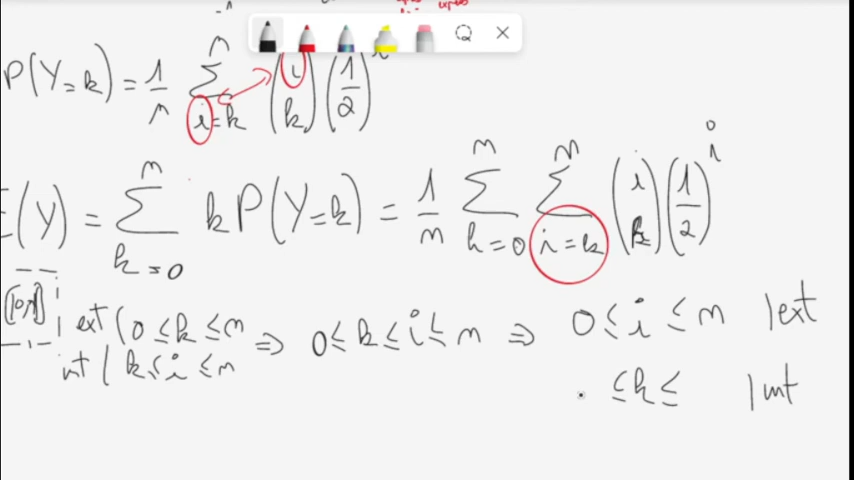 P(Y=k) = 1/n ∑_{i=k}^{n} (i k) (1/2)^i
E(Y) = ∑_{k=0}^{n} k P(Y=k) = 1/n ∑_{k=0}^{n} ∑_{i=k}^{n} (i k) (1/2)^i
ext ( 0 ≤ k ≤ n ⇒ 0 ≤ k ≤ i ≤ n ⇒ 0 ≤ i ≤ n | ext
int ( k ≤ i ≤ n
≤ k ≤ | int